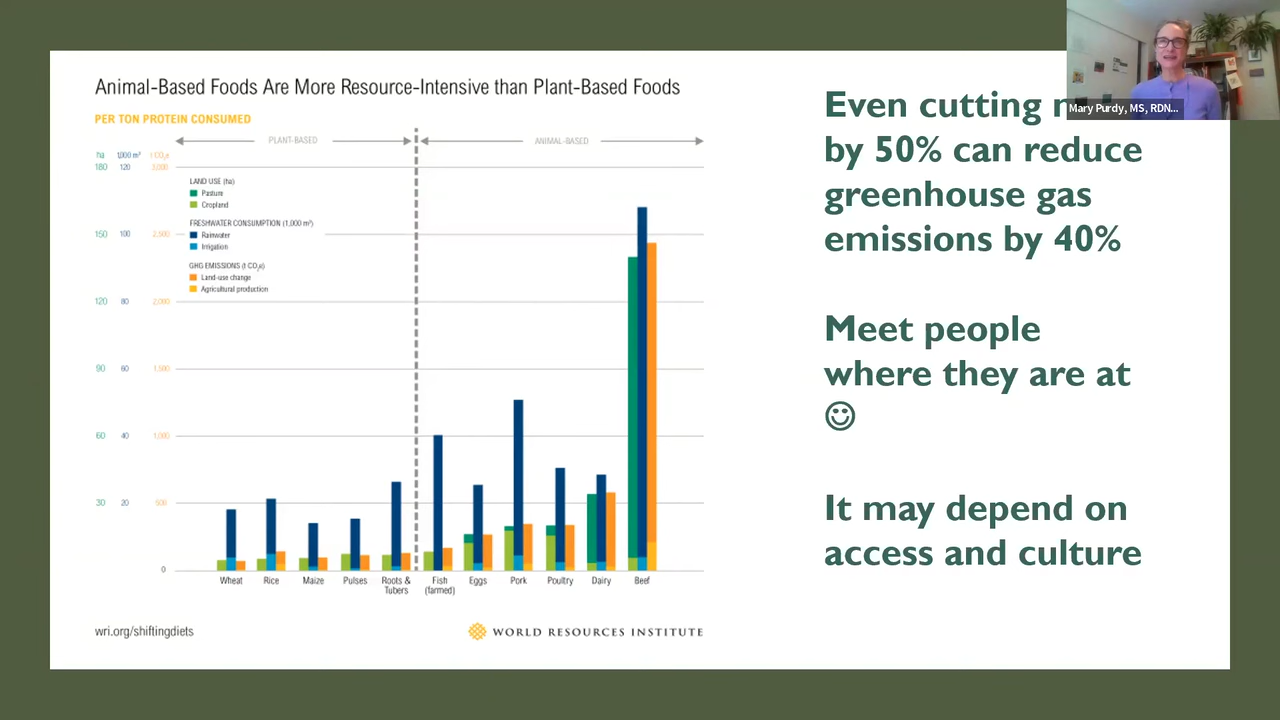 Animal-Based Foods Are More Resource-Intensive than Plant-Based Foods
PER TON PROTEIN CONSUMED
PLANT-BASED
ANIMAL-BASED
ha 1,000 m³ t CO₂e
180 120 3,000
150 100 2,500
120 80 2,000
90 60 1,500
60 40 1,000
30 20 500
0
LAND USE (ha)
Pasture
Cropland
FRESHWATER CONSUMPTION (1,000 m³)
Rainwater
Irrigation
GHG EMISSIONS (t CO₂e)
Land-use change
Agricultural production
Wheat Rice Maize Pulses Roots & Tubers Fish (farmed) Eggs Pork Poultry Dairy Beef
wri.org/shiftingdiets
WORLD RESOURCES INSTITUTE
Even cutting
by 50% can reduce
greenhouse gas
emissions by 40%
Meet people
where they are at
☺
It may depend on
access and culture
Mary Purdy, MS, RDN...